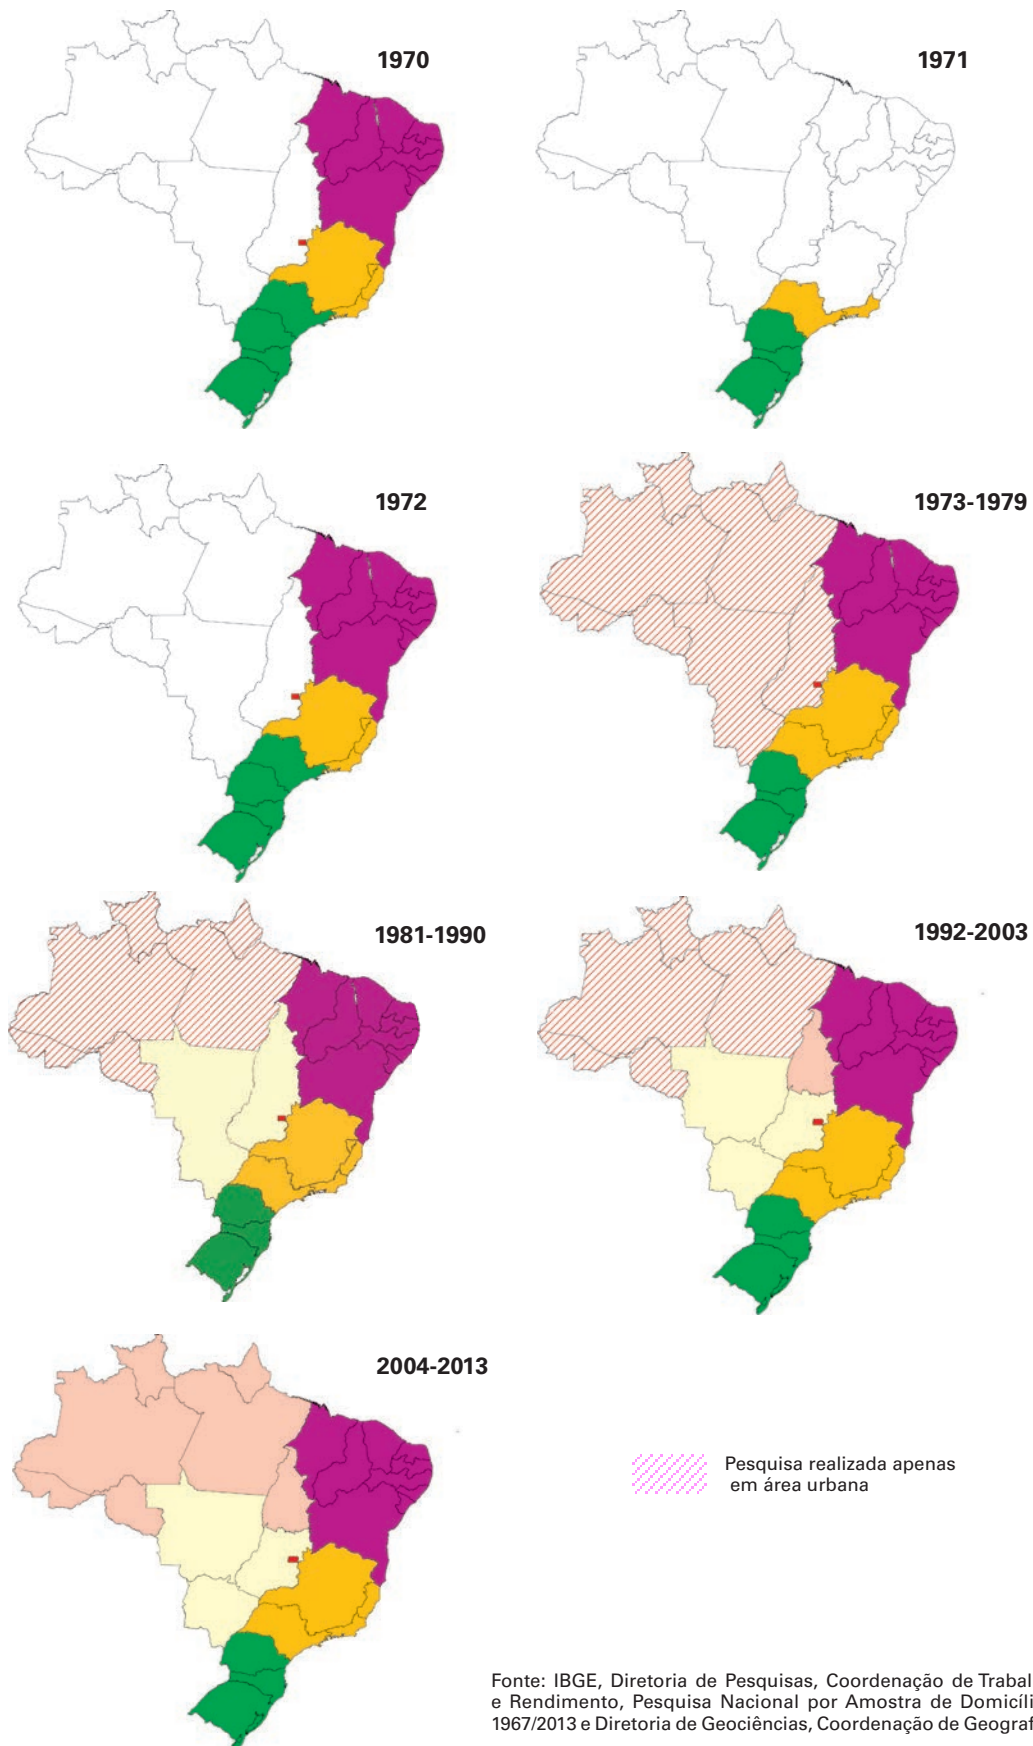 1970
1971
1972
1973-1979
1981-1990
1992-2003
2004-2013
Pesquisa realizada apenas
em área urbana
Fonte: IBGE, Diretoria de Pesquisas, Coordenação de Trabal
e Rendimento, Pesquisa Nacional por Amostra de Domicíli
1967/2013 e Diretoria de Geociências, Coordenação de Geograf